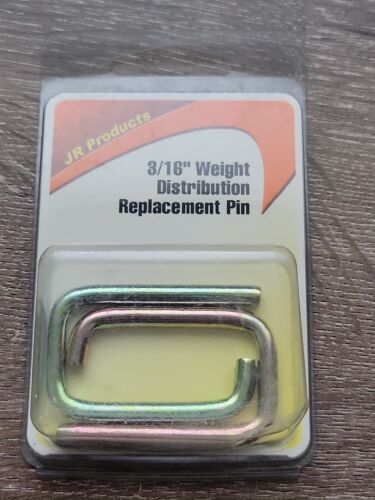 JR Products
3/16" Weight
Distribution
Replacement Pin